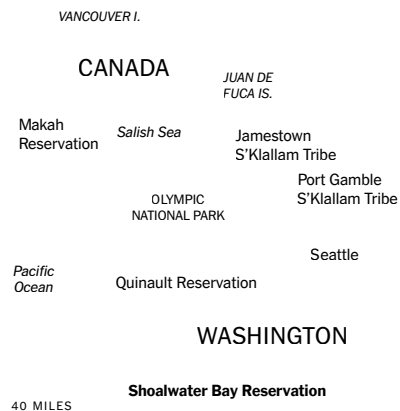 VANCOUVER I.
CANADA
JUAN DE
FUCA IS.
Makah
Reservation
Salish Sea
Jamestown
S'Klallam Tribe
Port Gamble
S'Klallam Tribe
OLYMPIC
NATIONAL PARK
Seattle
Pacific
Ocean
Quinault Reservation
WASHINGTON
Shoalwater Bay Reservation
40 MILES